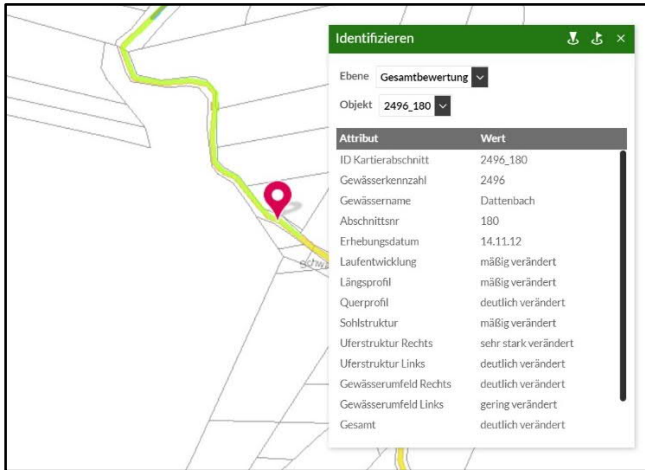 Identifizieren
Ebene Gesamtbewertung
Objekt 2496_180
Attribut Wert
ID Kartierabschnitt 2496_180
Gewässerkennzahl 2496
Gewässername Dattenbach
Abschnittsnr 180
Erhebungsdatum 14.11.12
Laufentwicklung mäßig verändert
Längsprofil mäßig verändert
Querprofil deutlich verändert
Sohlstruktur mäßig verändert
Uferstruktur Rechts sehr stark verändert
Uferstruktur Links deutlich verändert
Gewässerumfeld Rechts deutlich verändert
Gewässerumfeld Links gering verändert
Gesamt deutlich verändert